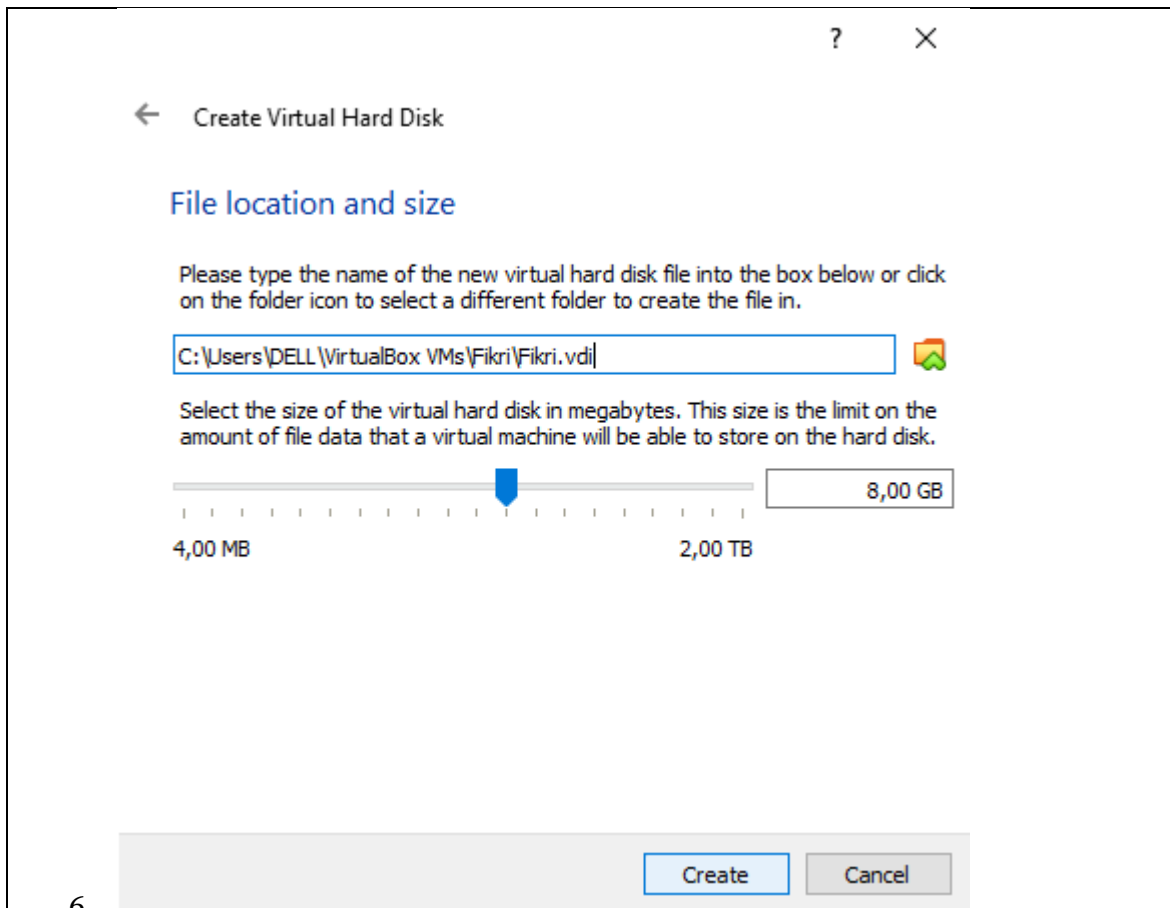 ?
Create Virtual Hard Disk
File location and size
Please type the name of the new virtual hard disk file into the box below or click
on the folder icon to select a different folder to create the file in.
C:\Users\DELL\VirtualBox VMs\Fikri\Fikri.vdi
Select the size of the virtual hard disk in megabytes. This size is the limit on the
amount of file data that a virtual machine will be able to store on the hard disk.
8,00 GB
4,00 MB 2,00 TB
Create Cancel
6